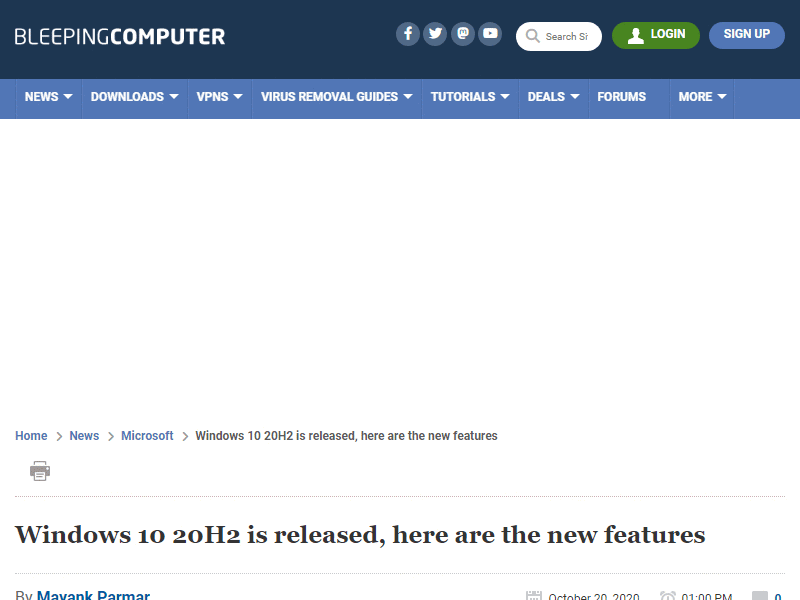 BLEEPINGCOMPUTER
Search Si
LOGIN
SIGN UP
NEWS
DOWNLOADS
VPNS
VIRUS REMOVAL GUIDES
TUTORIALS
DEALS
FORUMS
MORE
Home
News
Microsoft
Windows 10 20H2 is released, here are the new features
Windows 10 20H2 is released, here are the new features
By Mayank Parmar
October 20, 2020
01:00 PM
0